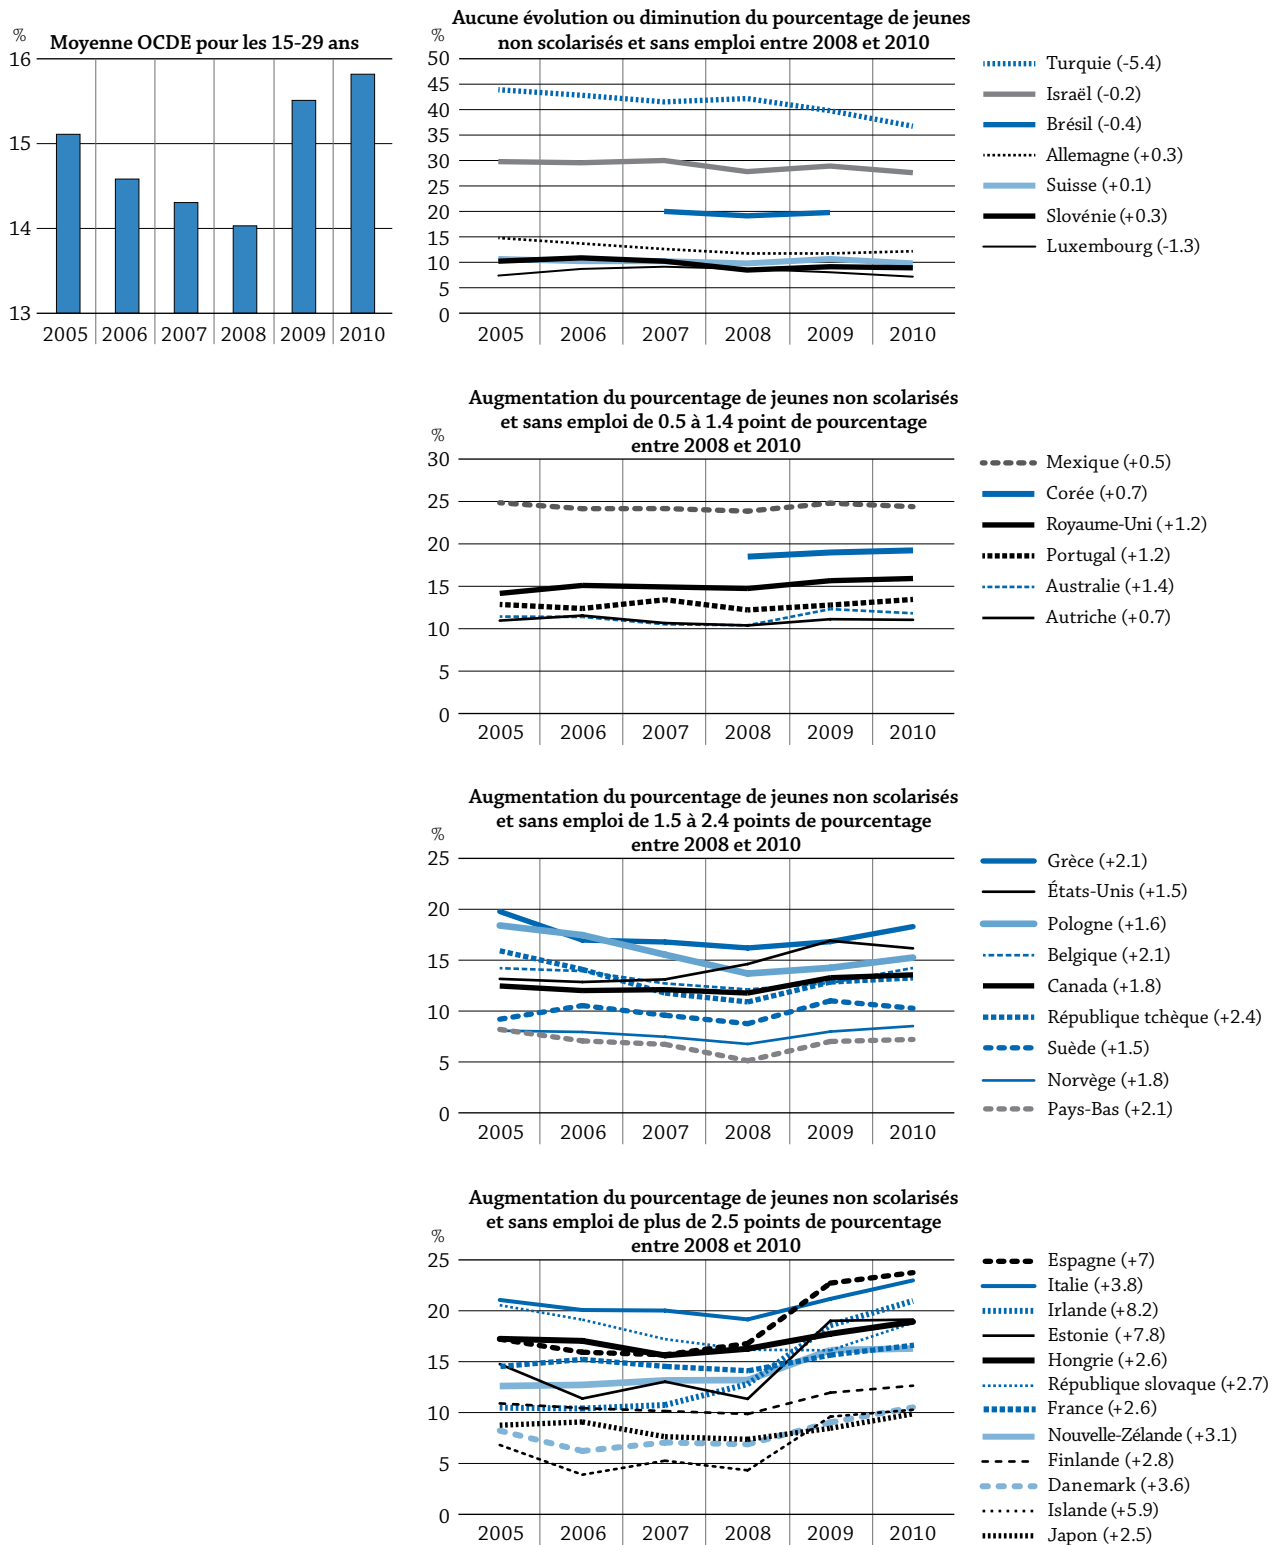 %
Moyenne OCDE pour les 15-29 ans
16
15
14
13
2005 2006 2007 2008 2009 2010
Aucune évolution ou diminution du pourcentage de jeunes
non scolarisés et sans emploi entre 2008 et 2010
%
50
45
40
35
30
25
20
15
10
5
0
2005 2006 2007 2008 2009 2010
Turquie (-5.4)
Israël (-0.2)
Brésil (-0.4)
Allemagne (+0.3)
Suisse (+0.1)
Slovénie (+0.3)
Luxembourg (-1.3)
Augmentation du pourcentage de jeunes non scolarisés
et sans emploi de 0.5 à 1.4 point de pourcentage
entre 2008 et 2010
%
30
25
20
15
10
5
0
2005 2006 2007 2008 2009 2010
Mexique (+0.5)
Corée (+0.7)
Royaume-Uni (+1.2)
Portugal (+1.2)
Australie (+1.4)
Autriche (+0.7)
Augmentation du pourcentage de jeunes non scolarisés
et sans emploi de 1.5 à 2.4 points de pourcentage
entre 2008 et 2010
%
25
20
15
10
5
0
2005 2006 2007 2008 2009 2010
Grèce (+2.1)
États-Unis (+1.5)
Pologne (+1.6)
Belgique (+2.1)
Canada (+1.8)
République tchèque (+2.4)
Suède (+1.5)
Norvège (+1.8)
Pays-Bas (+2.1)
Augmentation du pourcentage de jeunes non scolarisés
et sans emploi de plus de 2.5 points de pourcentage
entre 2008 et 2010
%
25
20
15
10
5
0
2005 2006 2007 2008 2009 2010
Espagne (+7)
Italie (+3.8)
Irlande (+8.2)
Estonie (+7.8)
Hongrie (+2.6)
République slovaque (+2.7)
France (+2.6)
Nouvelle-Zélande (+3.1)
Finlande (+2.8)
Danemark (+3.6)
Islande (+5.9)
Japon (+2.5)